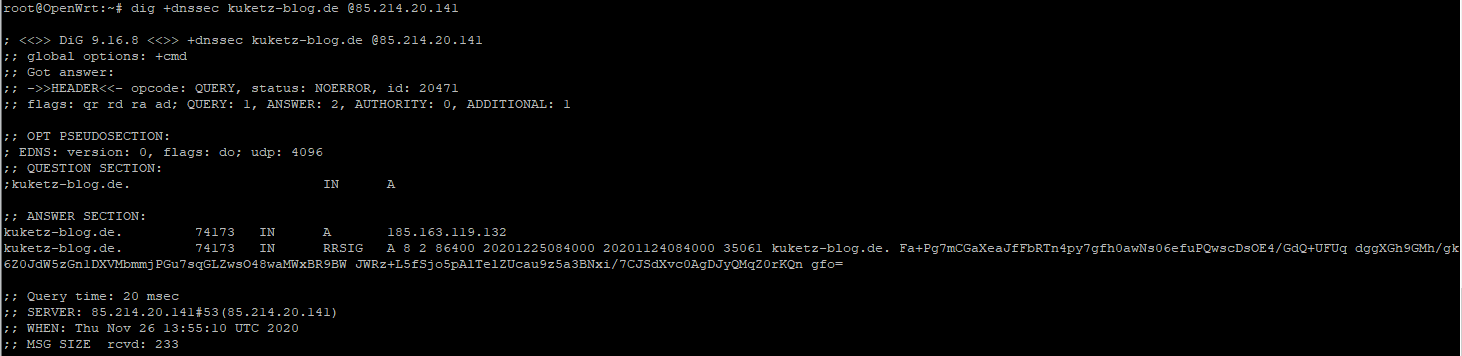 root@OpenWrt:~# dig +dnssec kuketz-blog.de @85.214.20.141

; <<>> DiG 9.16.8 <<>> +dnssec kuketz-blog.de @85.214.20.141
;; global options: +cmd
;; Got answer:
;; ->>HEADER<<- opcode: QUERY, status: NOERROR, id: 20471
;; flags: qr rd ra ad; QUERY: 1, ANSWER: 2, AUTHORITY: 0, ADDITIONAL: 1

;; OPT PSEUDOSECTION:
; EDNS: version: 0, flags: do; udp: 4096
;; QUESTION SECTION:
;kuketz-blog.de. IN A

;; ANSWER SECTION:
kuketz-blog.de. 74173 IN A 185.163.119.132
kuketz-blog.de. 74173 IN RRSIG A 8 2 86400 20201225084000 20201124084000 35061 kuketz-blog.de. Fa+Pg7mCGaXeaJfFbRTn4py7gfh0awNs06efuPQwscDsOE4/GdQ+UFUq dggXGh9GMh/gk
6Z0JdW5zGn1DXVMbmmjPGu7sqGLZwsO48waMWxBR9BW JWRz+L5fSjo5pAlTelZUcau9z5a3BNxi/7CJSdXvc0AgDJyQMqZ0rKQn gfo=

;; Query time: 20 msec
;; SERVER: 85.214.20.141#53(85.214.20.141)
;; WHEN: Thu Nov 26 13:55:10 UTC 2020
;; MSG SIZE rcvd: 233